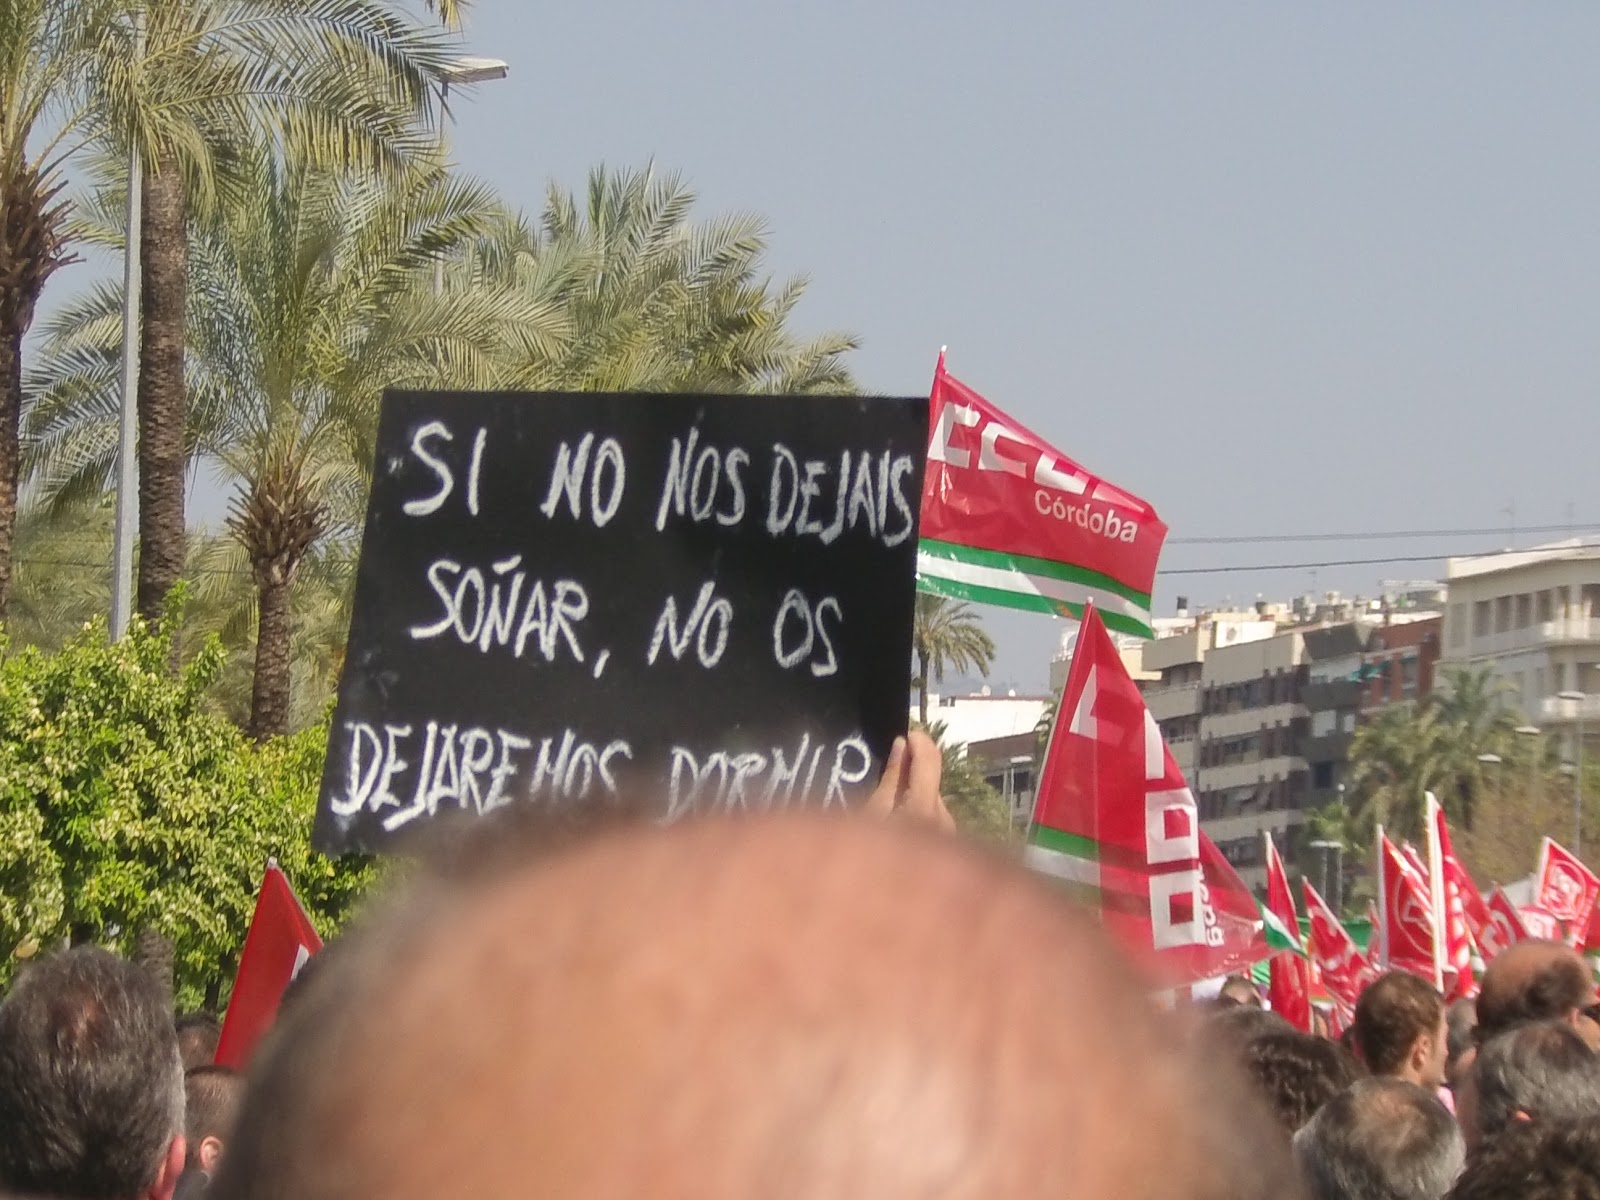 SI NO NOS DEJAIS
SOÑAR, NO OS
DEJAREMOS DORMIR
Córdoba